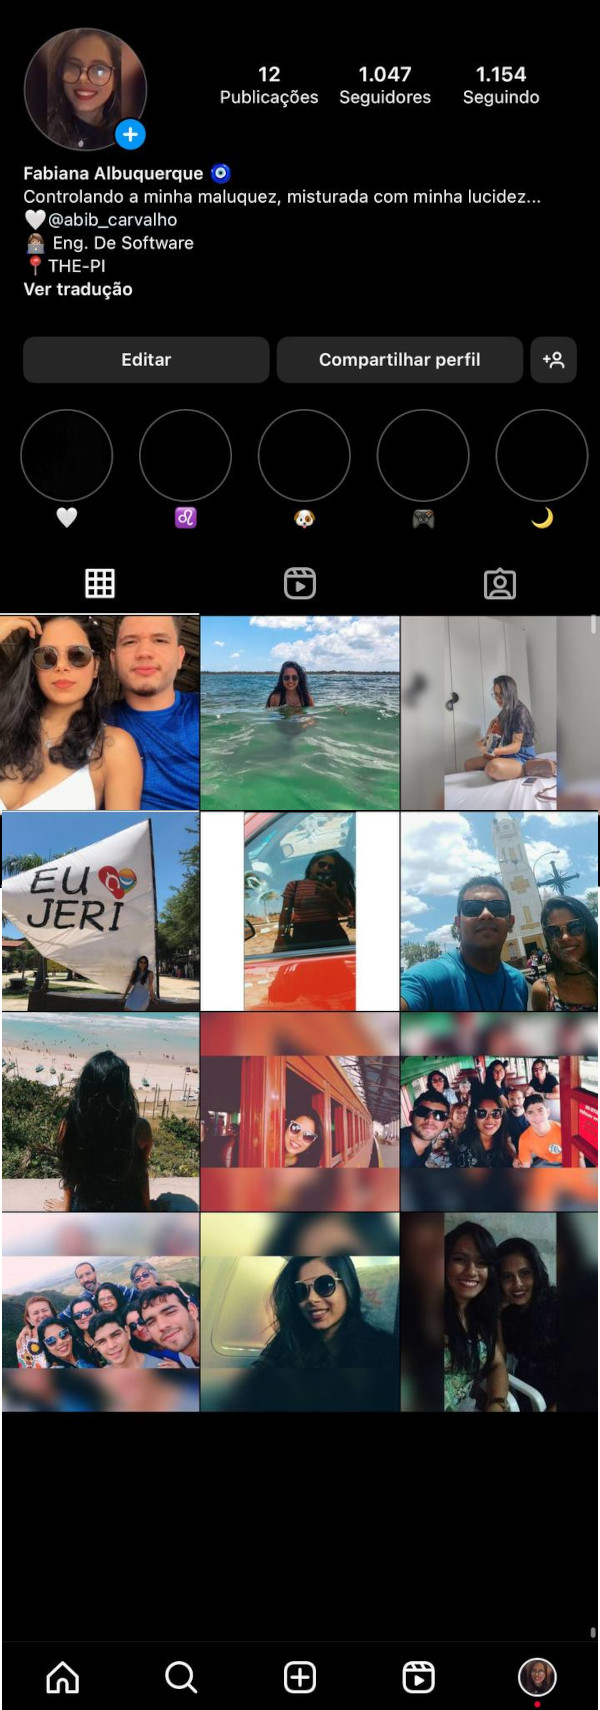 12 1.047 1.154
Publicações Seguidores Seguindo
Fabiana Albuquerque 🧿
Controlando a minha maluquez, misturada com minha lucidez...
🤍@abib_carvalho
👩🏽‍💻 Eng. De Software
📍THE-PI
Ver tradução
Editar Compartilhar perfil
EU
JERI